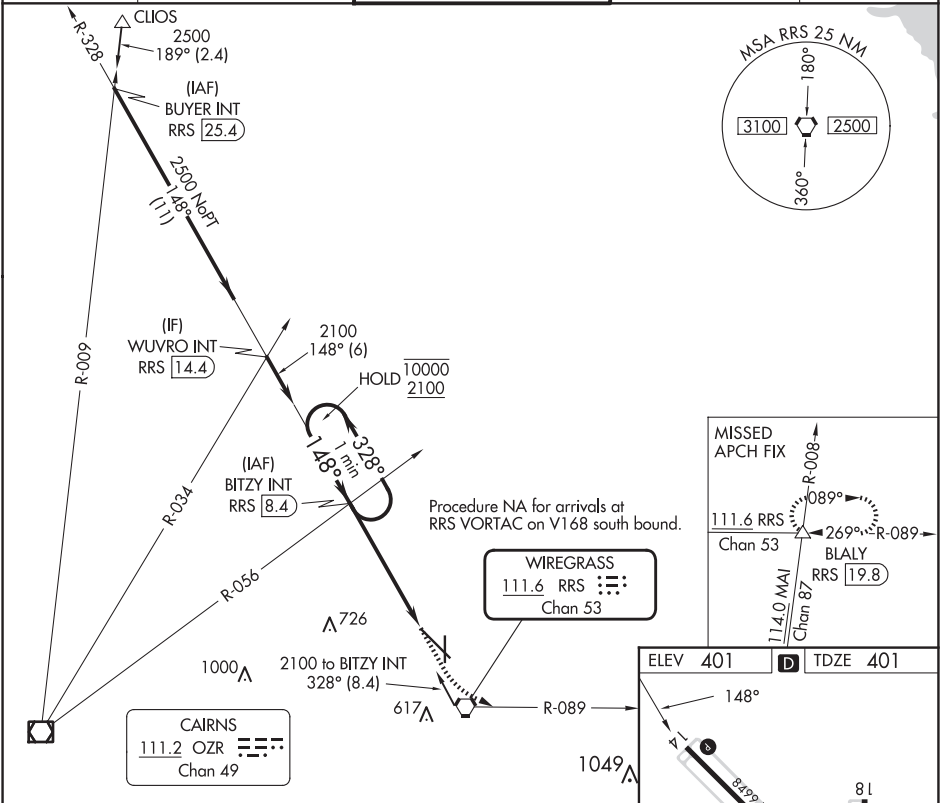 CLIOS
2500
189° (2.4)
R-328
(IAF)
BUYER INT
RRS 25.4
2500 NoPT
148°
(11)
R-009
(IF)
WUVRO INT
RRS 14.4
2100
148° (6)
HOLD 10000
2100
148°
1 min
328°
R-034
(IAF)
BITZY INT
RRS 8.4
R-056
Procedure NA for arrivals at
RRS VORTAC on V168 south bound.
WIREGRASS
111.6 RRS
Chan 53
726
1000
2100 to BITZY INT
328° (8.4)
617
R-089
CAIRNS
111.2 OZR
Chan 49
1049
MSA RRS 25 NM
180°
3100
2500
360°
MISSED
APCH FIX
R-008
089°
111.6 RRS
Chan 53
269°
R-089
BLALY
RRS 19.8
114.0 MAI
Chan 87
ELEV 401
D
TDZE 401
148°
14
P
8499
18